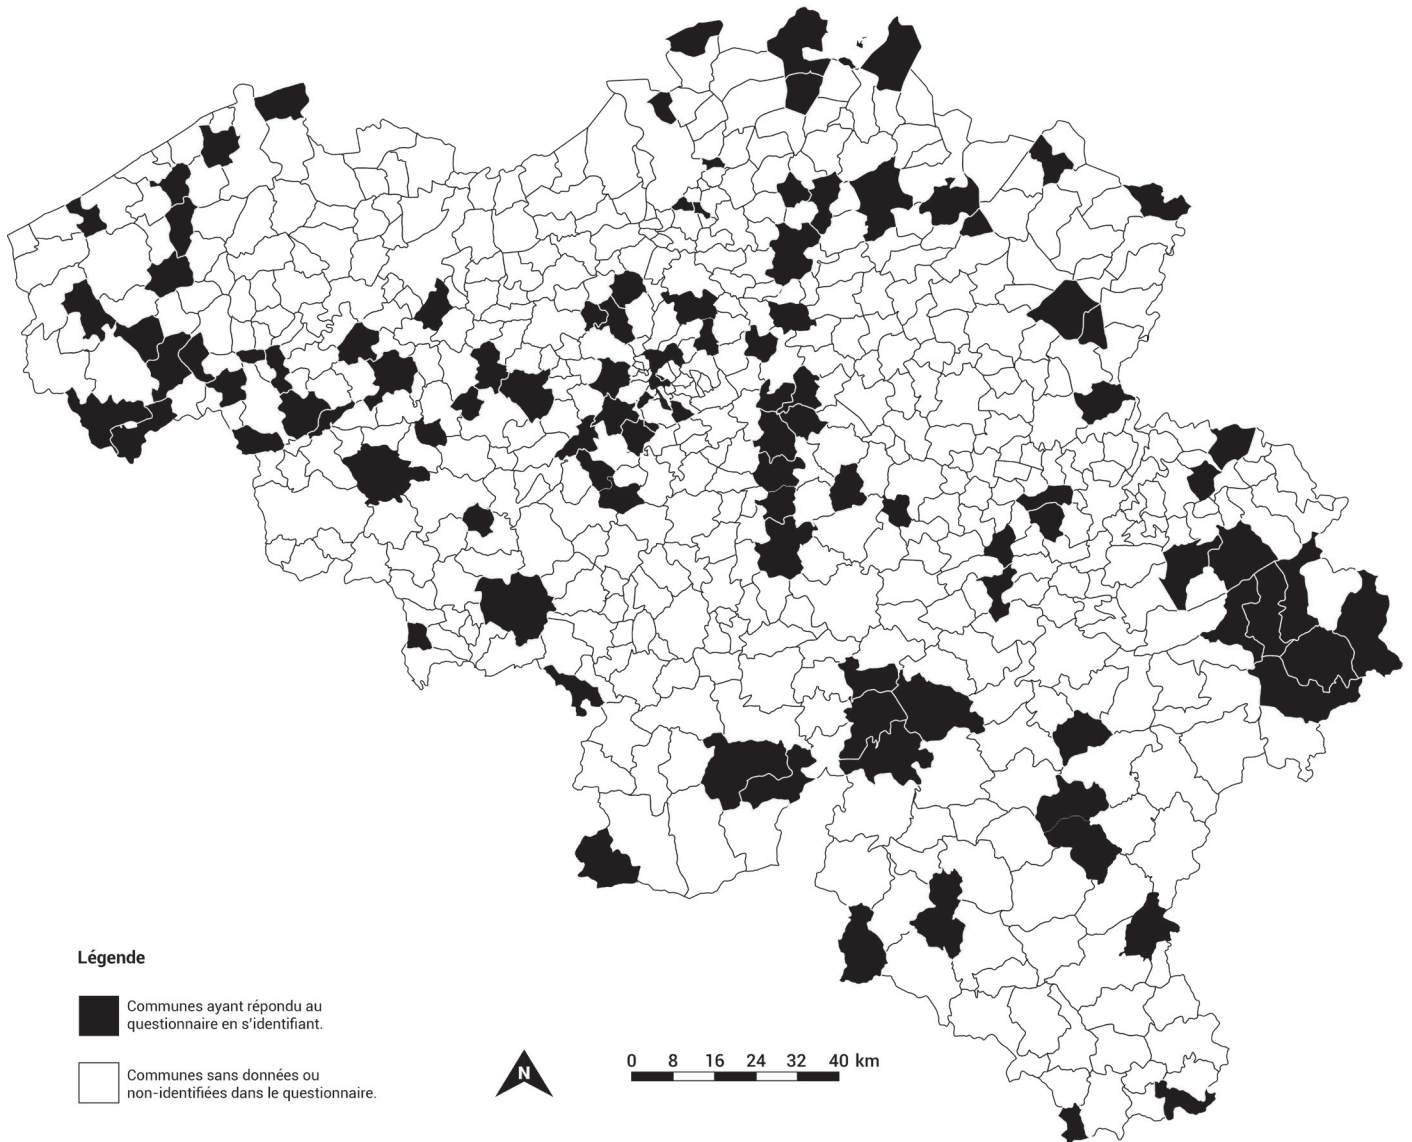 Légende
Communes ayant répondu au
questionnaire en s'identifiant.
Communes sans données ou
non-identifiées dans le questionnaire.
N
0 8 16 24 32 40 km